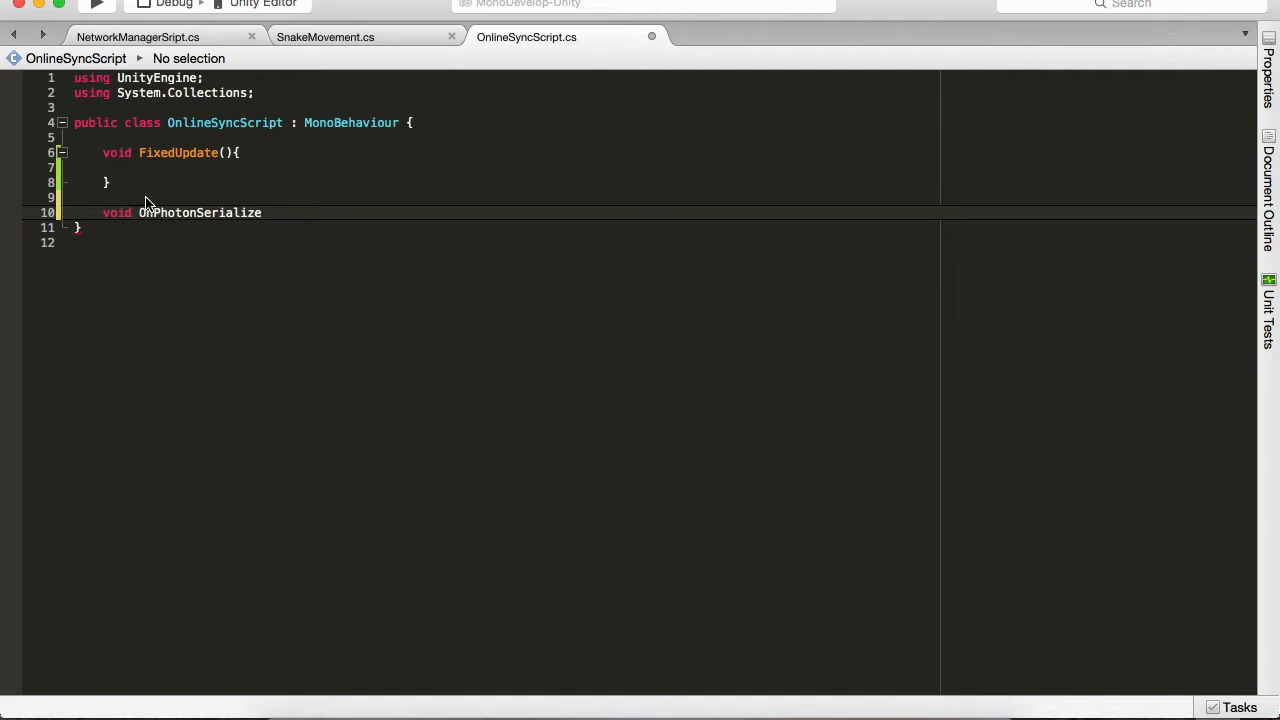 Debug Unity Editor MonoDevelop-Unity Search
NetworkManagerSript.cs SnakeMovement.cs OnlineSyncScript.cs
OnlineSyncScript No selection
1 using UnityEngine;
2 using System.Collections;
3
4 public class OnlineSyncScript : MonoBehaviour {
5
6 void FixedUpdate(){
7
8 }
9
10 void OnPhotonSerialize
11 }
12
Properties
Document Outline
Unit Tests
Tasks